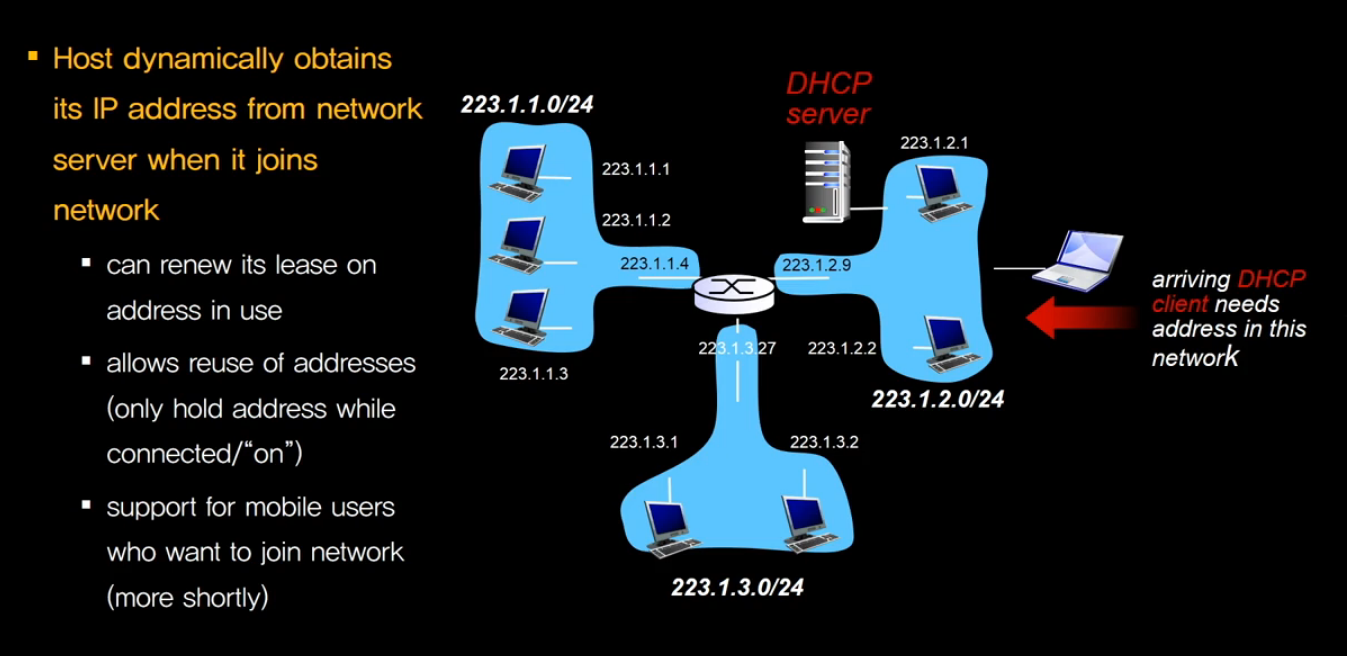 ▪ Host dynamically obtains
its IP address from network
server when it joins
network
▪ can renew its lease on
address in use
▪ allows reuse of addresses
(only hold address while
connected/“on”)
▪ support for mobile users
who want to join network
(more shortly)
223.1.1.0/24
223.1.1.1
223.1.1.2
223.1.1.4
223.1.1.3
DHCP
server
223.1.2.1
223.1.2.9
223.1.2.2
223.1.2.0/24
arriving DHCP
client needs
address in this
network
223.1.3.27
223.1.3.1
223.1.3.2
223.1.3.0/24